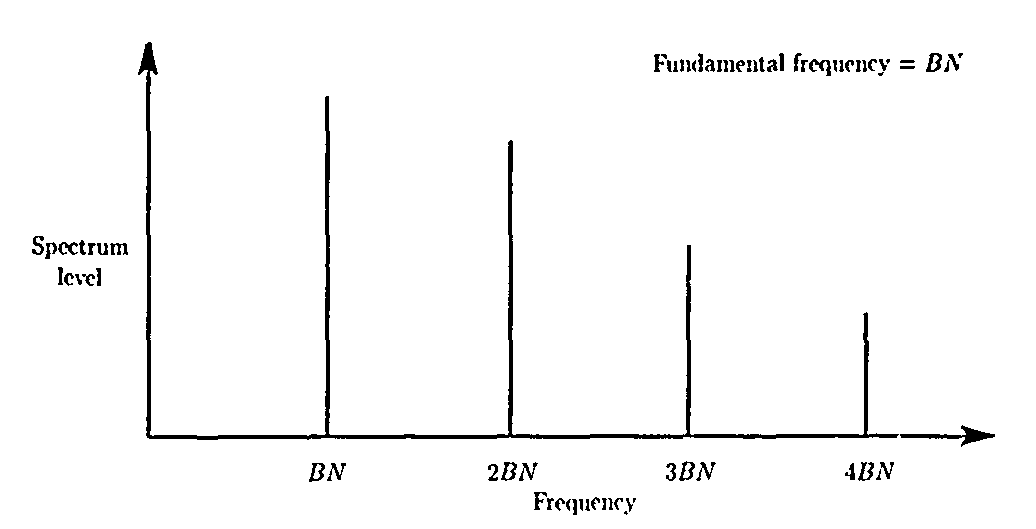 Fundamental frequency = BN
Spectrum
level
BN 2BN 3BN 4BN
Frequency